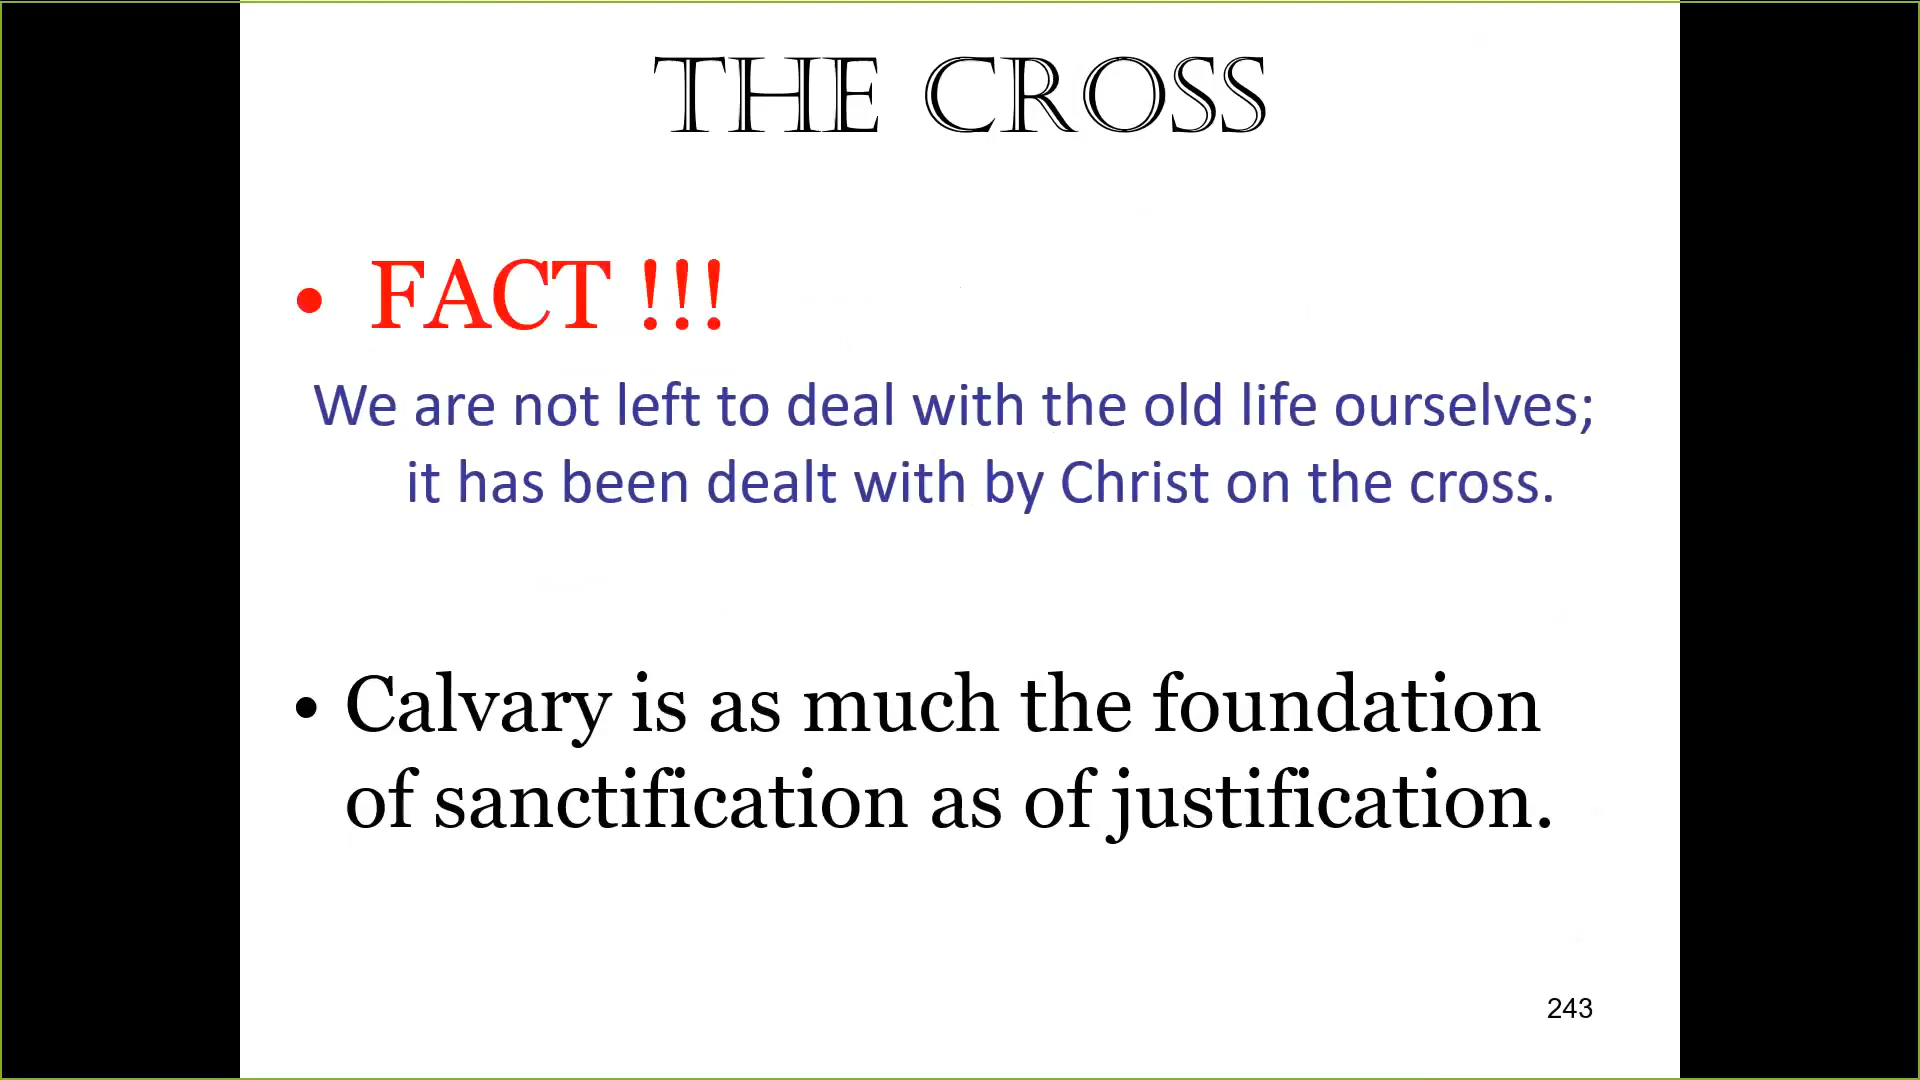 THE CROSS
• FACT !!!
We are not left to deal with the old life ourselves;
it has been dealt with by Christ on the cross.
• Calvary is as much the foundation
of sanctification as of justification.
243